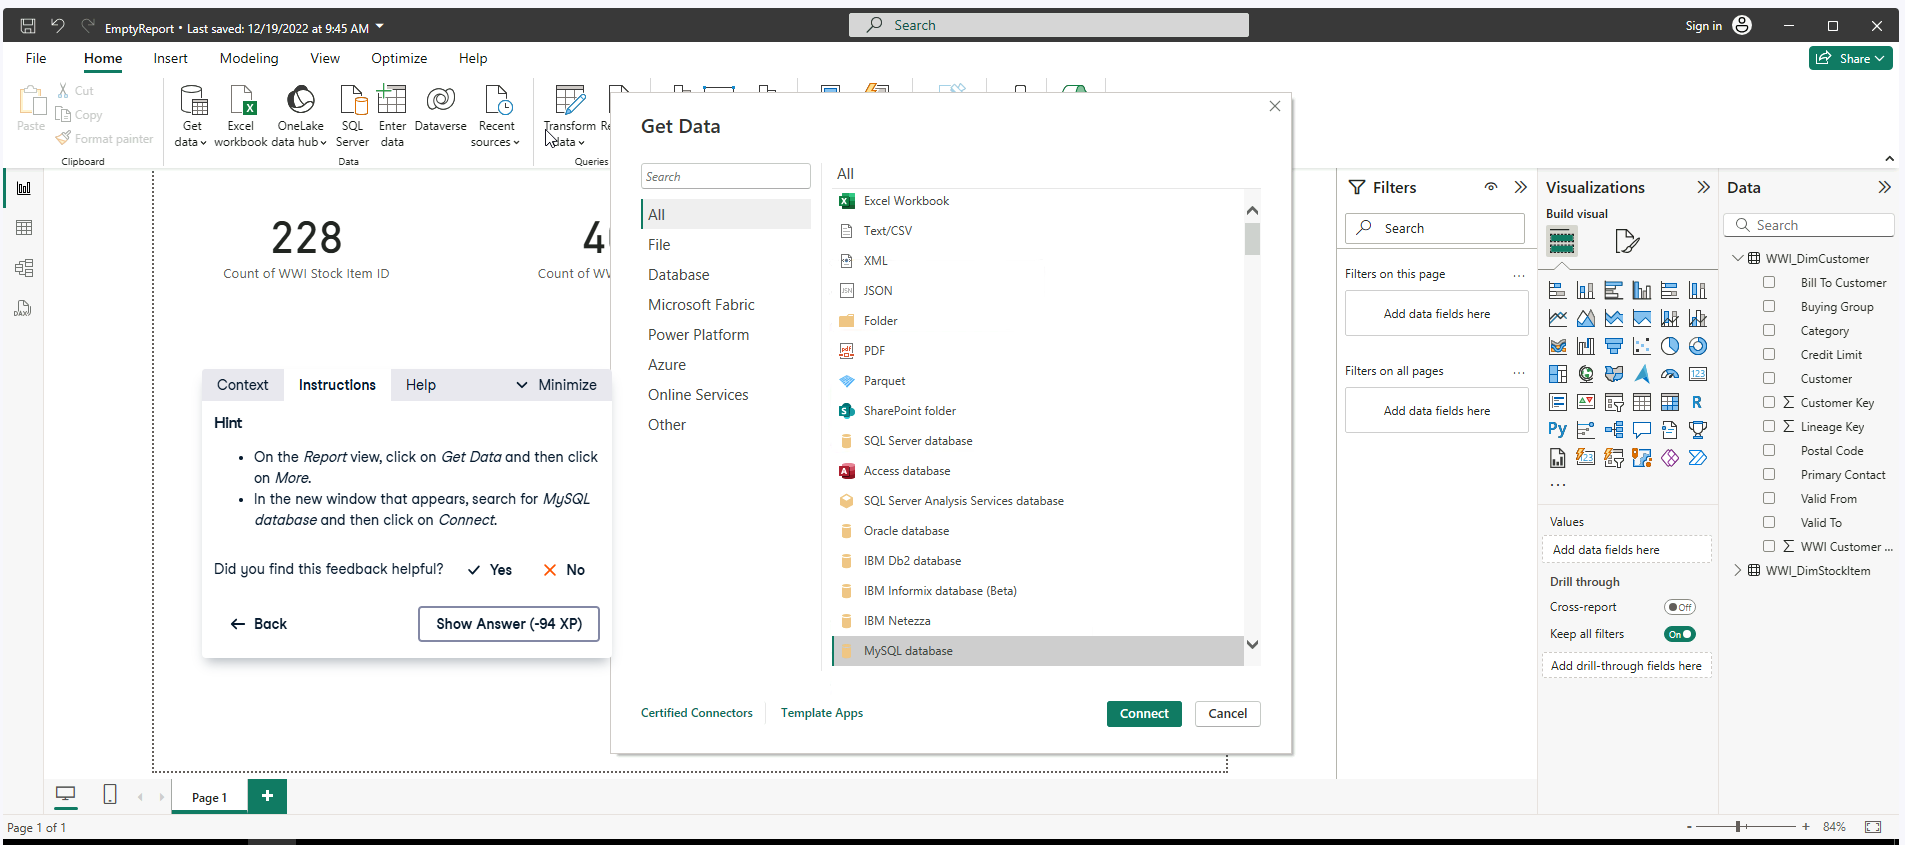 EmptyReport • Last saved: 12/19/2022 at 9:45 AM
Search
Sign in
File
Home
Insert
Modeling
View
Optimize
Help
Share
Paste
Cut
Copy
Format painter
Clipboard
Get data
Excel workbook
OneLake data hub
SQL Server
Enter data
Dataverse
Recent sources
Data
Transform data
Queries
228
Count of WWI Stock Item ID
Context
Instructions
Help
Minimize
Hint
• On the Report view, click on Get Data and then click
on More.
• In the new window that appears, search for MySQL
database and then click on Connect.
Did you find this feedback helpful?
Yes
No
Back
Show Answer (-94 XP)
Get Data
Search
All
File
Database
Microsoft Fabric
Power Platform
Azure
Online Services
Other
All
Excel Workbook
Text/CSV
XML
JSON
Folder
PDF
Parquet
SharePoint folder
SQL Server database
Access database
SQL Server Analysis Services database
Oracle database
IBM Db2 database
IBM Informix database (Beta)
IBM Netezza
MySQL database
Certified Connectors
Template Apps
Connect
Cancel
Filters
Search
Filters on this page
Add data fields here
Filters on all pages
Add data fields here
Visualizations
Build visual
Values
Add data fields here
Drill through
Cross-report
Off
Keep all filters
On
Add drill-through fields here
Data
Search
WWI_DimCustomer
Bill To Customer
Buying Group
Category
Credit Limit
Customer
Customer Key
Lineage Key
Postal Code
Primary Contact
Valid From
Valid To
WWI Customer ...
WWI_DimStockItem
Page 1
Page 1 of 1
84%